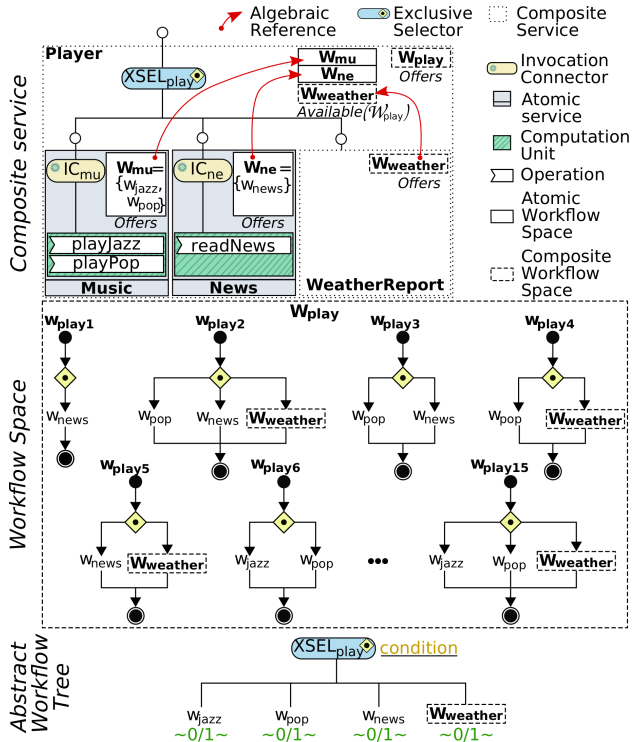 Algebraic
Reference
Exclusive
Selector
Composite
Service
Composite service
Player
XSELplay
Wmu
Wne
Wweather
Available(Wplay)
Wplay
Offers
Invocation
Connector
Atomic
service
Computation
Unit
Operation
Atomic
Workflow
Space
Composite
Workflow
Space
ICmu
Wmu=
{wjazz,
wpop}
Offers
playJazz
playPop
Music
ICne
Wne=
{wnews}
Offers
readNews
News
Wweather
Offers
WeatherReport
Workflow Space
Wplay
wplay1
wplay2
wplay3
wplay4
wnews
wpop
wnews
Wweather
wpop
wnews
wpop
Wweather
wplay5
wplay6
wplay15
wnews
Wweather
wjazz
wpop
•••
wjazz
wpop
Wweather
Abstract
Workflow
Tree
XSELplay
condition
wjazz
wpop
wnews
Wweather
~0/1~
~0/1~
~0/1~
~0/1~